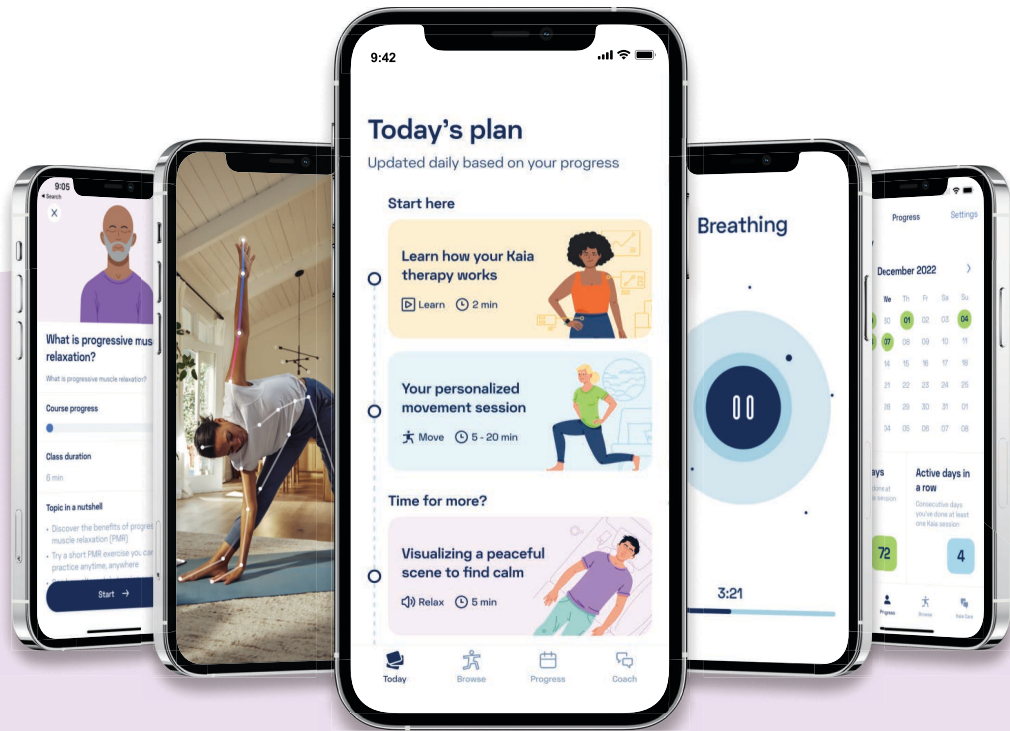 9:05
Search
What is progressive mus
relaxation?
What is progressive muscle relaxation?
Course progress
Class duration
6 min
Topic in a nutshell
• Discover the benefits of progres
muscle relaxation (PMR)
• Try a short PMR exercise you can
practice anytime, anywhere
Start →
9:42
Today's plan
Updated daily based on your progress
Start here
Learn how your Kaia
therapy works
Learn 2 min
Your personalized
movement session
Move 5 - 20 min
Time for more?
Visualizing a peaceful
scene to find calm
Relax 5 min
Today Browse Progress Coach
Breathing
3:21
Progress Settings
December 2022
We Th Fr Sa Su
30 01 02 03 04
07 08 09 10 11
14 15 16 17 18
21 22 23 24 25
28 29 30 31 01
04 05 06 07 08
ays
72
Active days in
a row
Consecutive days
you've done at least
one Kaia session
4
Progress Browse Kaia Care